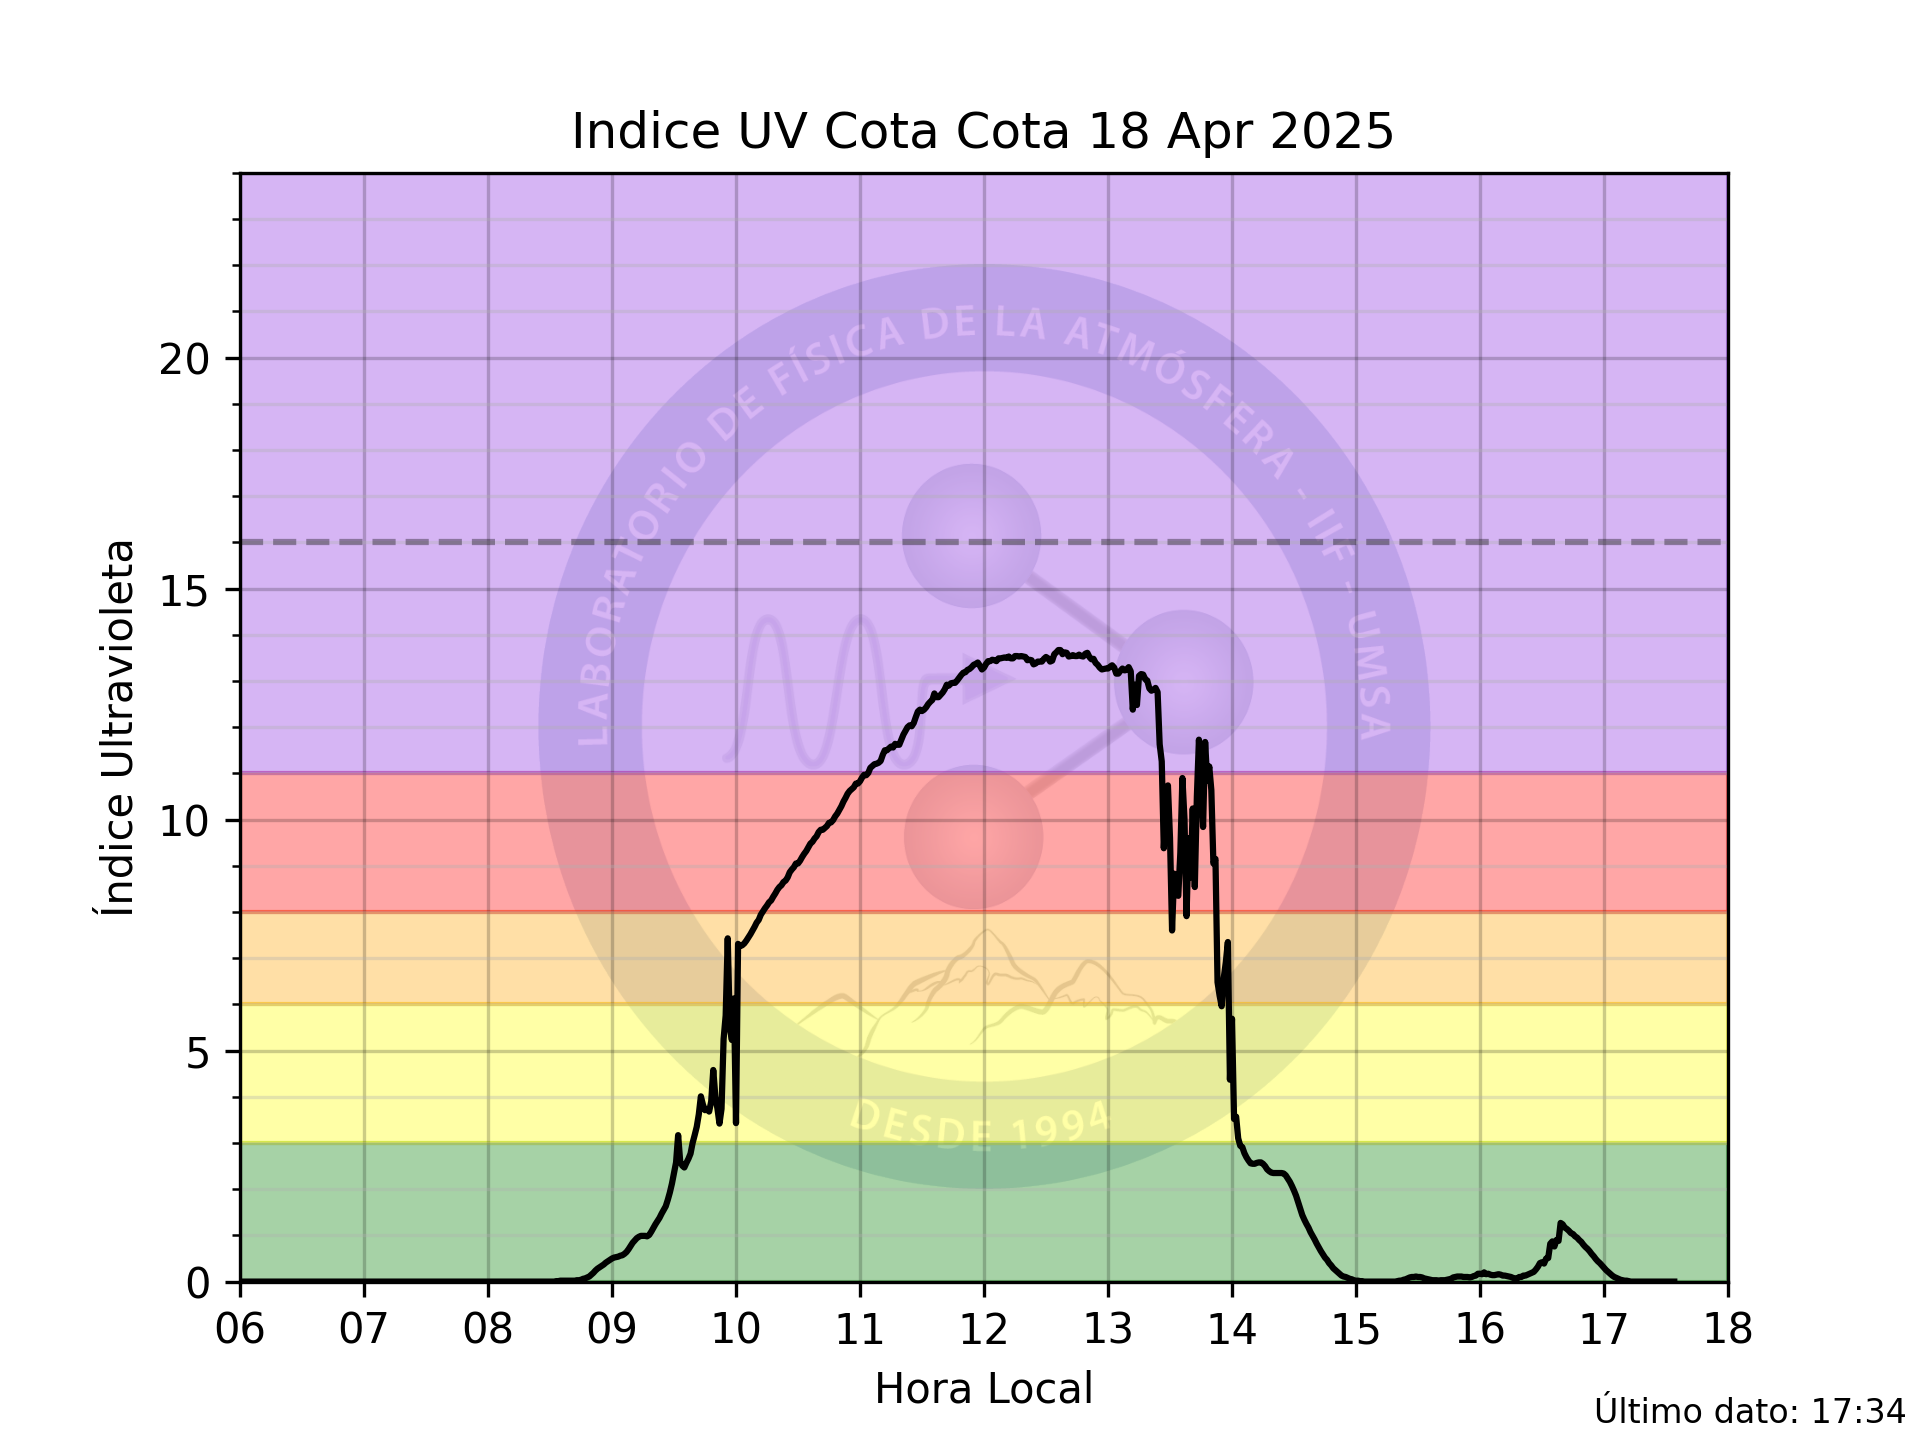 Indice UV Cota Cota 18 Apr 2025
Índice Ultravioleta
20
15
10
5
0
LABORATORIO DE FÍSICA DE LA ATMÓSFERA - IIF - UMSA
DESDE 1994
06 07 08 09 10 11 12 13 14 15 16 17 18
Hora Local
Último dato: 17:34